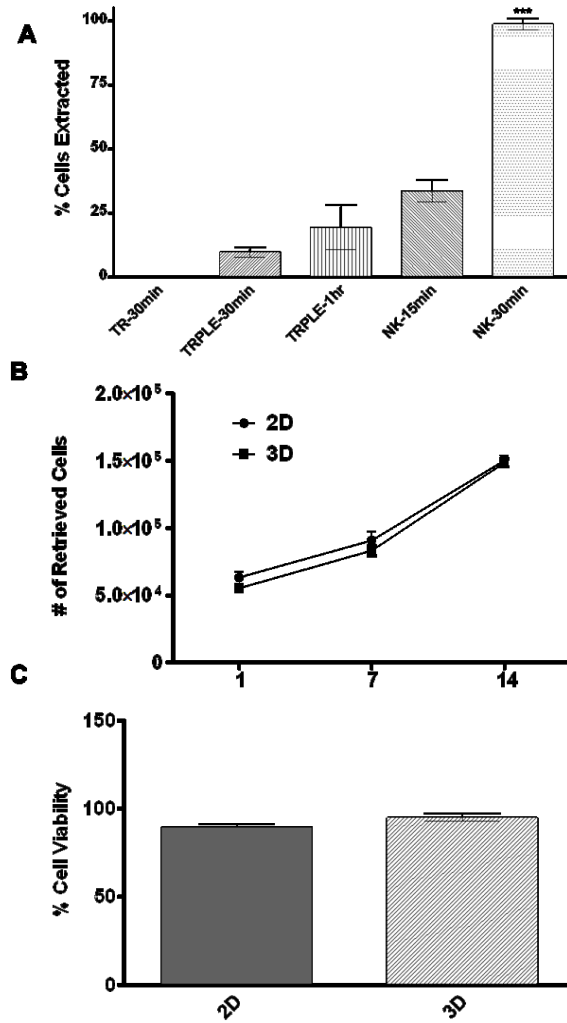 A
% Cells Extracted
100
75
50
25
0
***
TR-30min
TRPLE-30min
TRPLE-1hr
NK-15min
NK-30min
B
# of Retrieved Cells
2.0×10⁵
1.5×10⁵
1.0×10⁵
5.0×10⁴
0
2D
3D
1 7 14
C
% Cell Viability
150
100
50
0
2D
3D